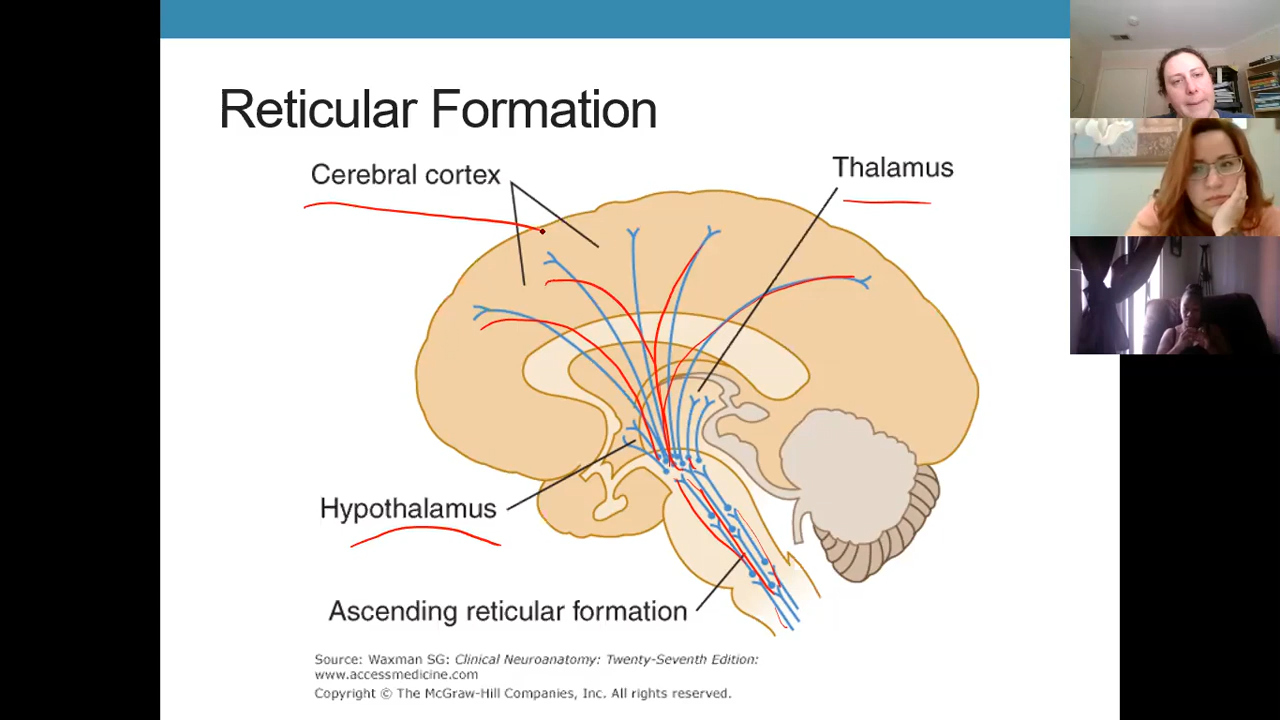 Reticular Formation
Cerebral cortex
Thalamus
Hypothalamus
Ascending reticular formation
Source: Waxman SG: Clinical Neuroanatomy: Twenty-Seventh Edition:
www.accessmedicine.com
Copyright © The McGraw-Hill Companies, Inc. All rights reserved.